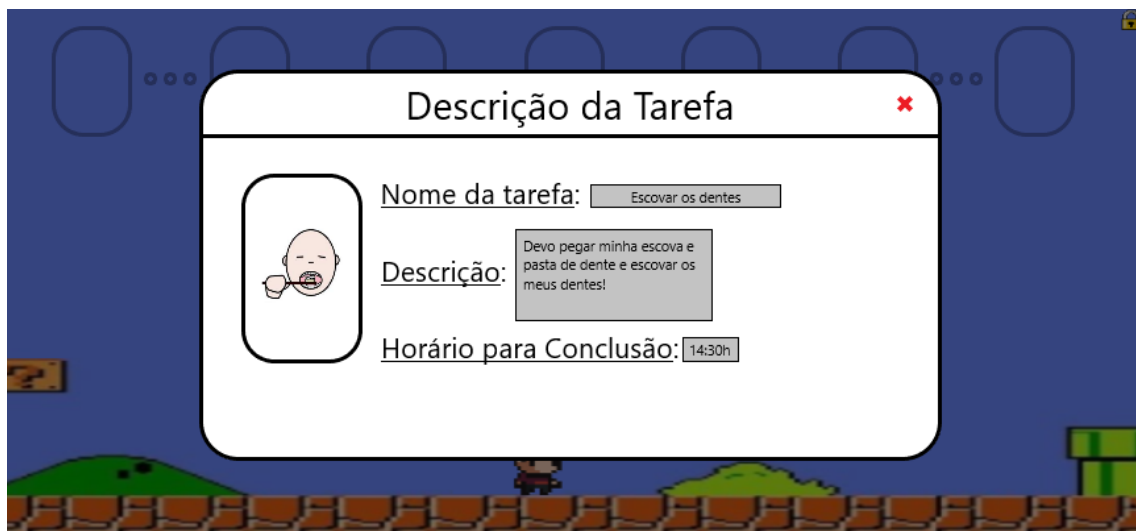 Descrição da Tarefa
Nome da tarefa: Escovar os dentes
Descrição:
Devo pegar minha escova e
pasta de dente e escovar os
meus dentes!
Horário para Conclusão: 14:30h
?